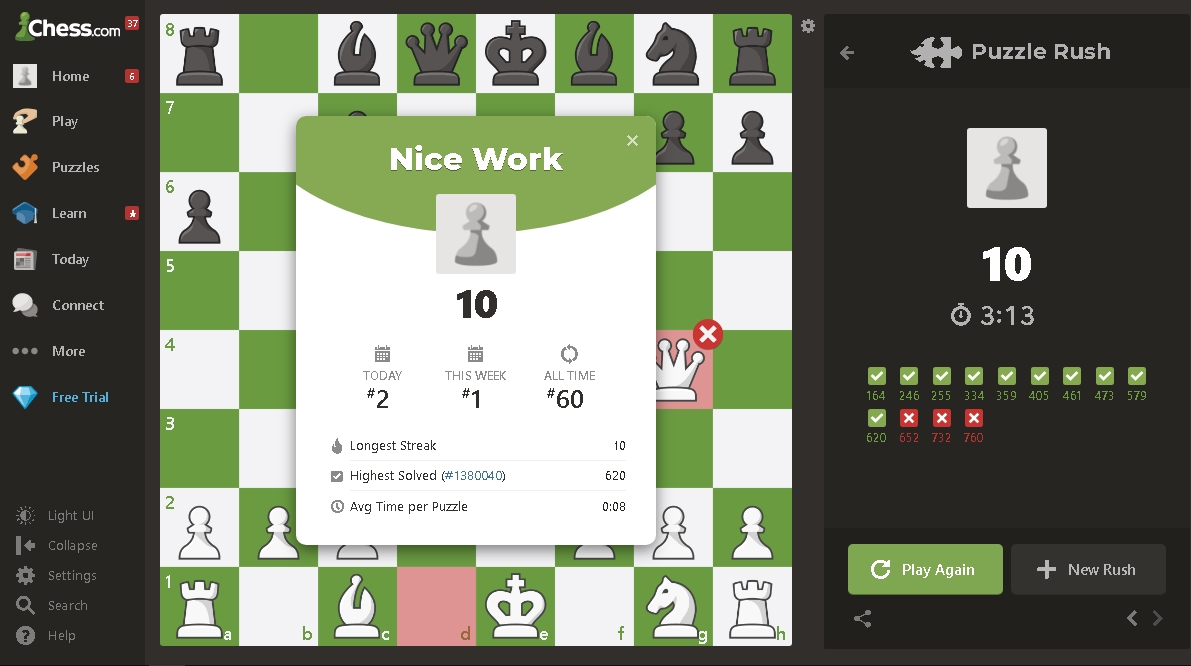 Chess.com 37
Home 6
Play
Puzzles
Learn
Today
Connect
More
Free Trial
Light UI
Collapse
Settings
Search
Help
8
7
6
5
4
3
2
1
a b c d e f g h
Nice Work
10
TODAY THIS WEEK ALL TIME
#2 #1 #60
Longest Streak 10
Highest Solved (#1380040) 620
Avg Time per Puzzle 0:08
Puzzle Rush
10
3:13
164 246 255 334 359 405 461 473 579
620 652 732 760
Play Again New Rush